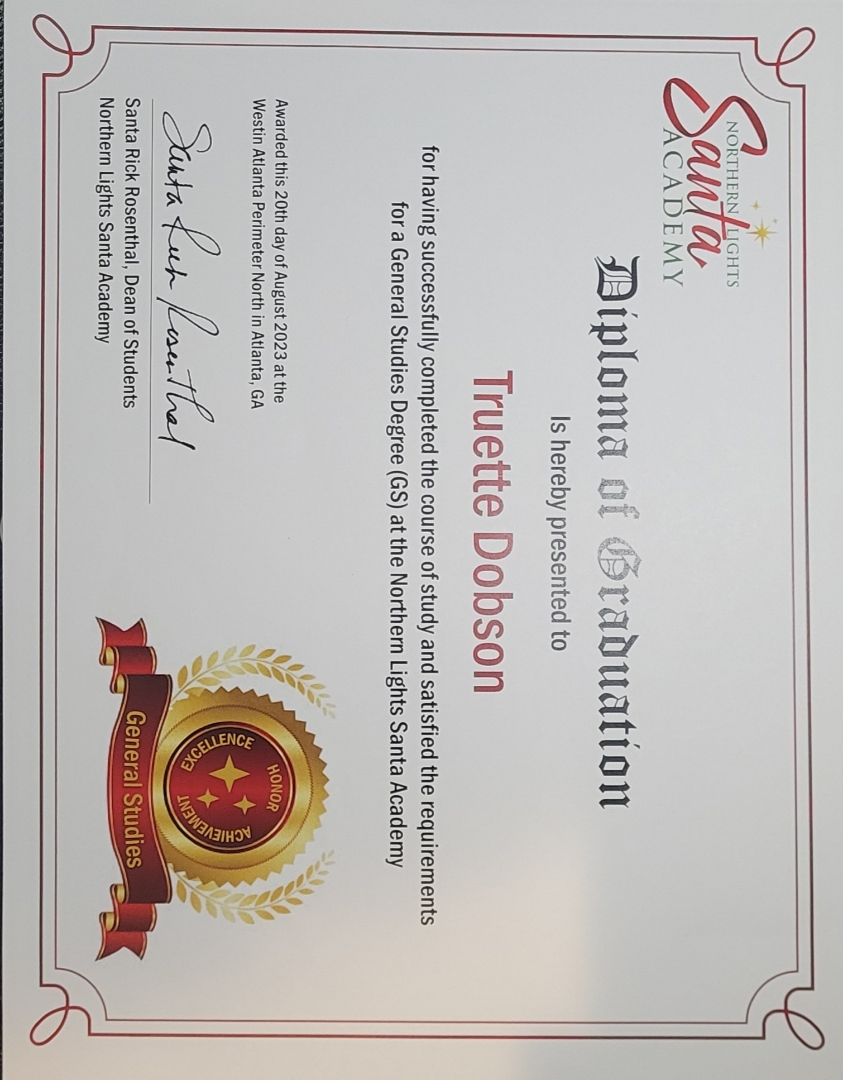 NORTHERN LIGHTS
Santa
ACADEMY
Diploma of Graduation
Is hereby presented to
Truette Dobson
for having successfully completed the course of study and satisfied the requirements
for a General Studies Degree (GS) at the Northern Lights Santa Academy
Awarded this 20th day of August 2023 at the
Westin Atlanta Perimeter North in Atlanta, GA
Santa Rick Rosenthal
Santa Rick Rosenthal, Dean of Students
Northern Lights Santa Academy
EXCELLENCE
HONOR
ACHIEVEMENT
General Studies